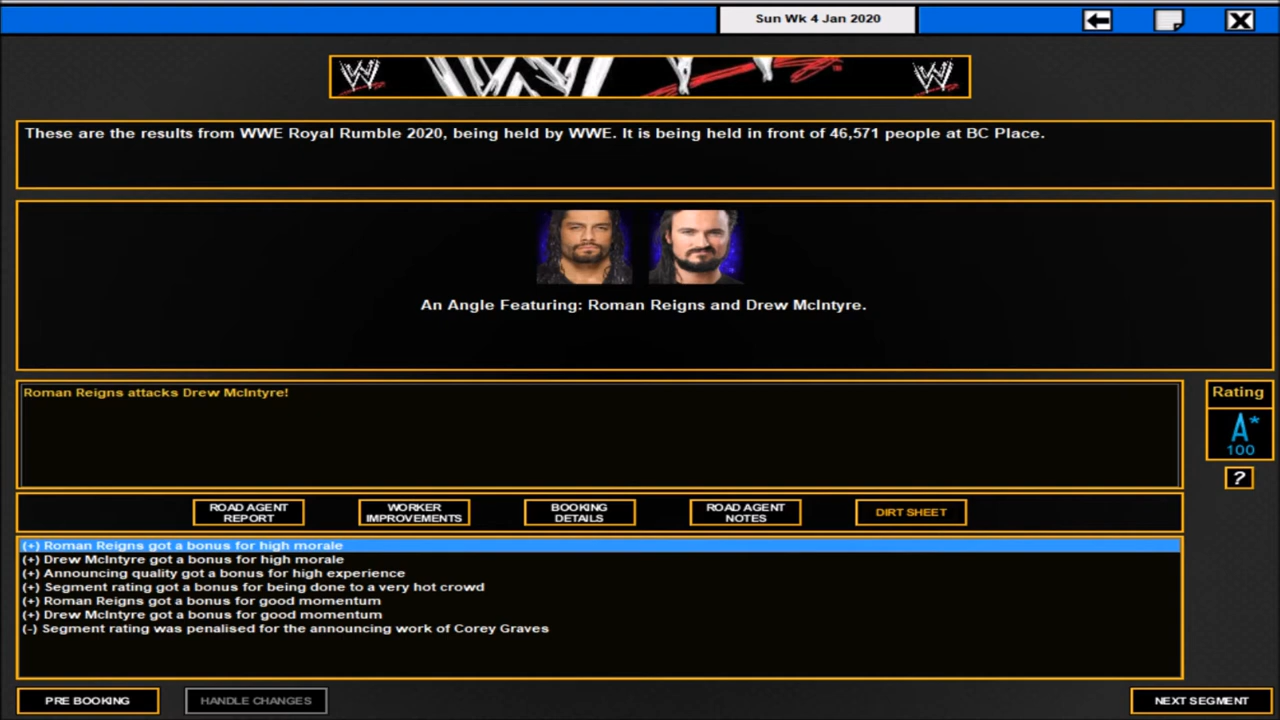 Sun Wk 4 Jan 2020
These are the results from WWE Royal Rumble 2020, being held by WWE. It is being held in front of 46,571 people at BC Place.
An Angle Featuring: Roman Reigns and Drew McIntyre.
Roman Reigns attacks Drew McIntyre!
Rating
A*
100
?
ROAD AGENT
REPORT
WORKER
IMPROVEMENTS
BOOKING
DETAILS
ROAD AGENT
NOTES
DIRT SHEET
(+) Roman Reigns got a bonus for high morale
(+) Drew McIntyre got a bonus for high morale
(+) Announcing quality got a bonus for high experience
(+) Segment rating got a bonus for being done to a very hot crowd
(+) Roman Reigns got a bonus for good momentum
(+) Drew McIntyre got a bonus for good momentum
(-) Segment rating was penalised for the announcing work of Corey Graves
PRE BOOKING
HANDLE CHANGES
NEXT SEGMENT